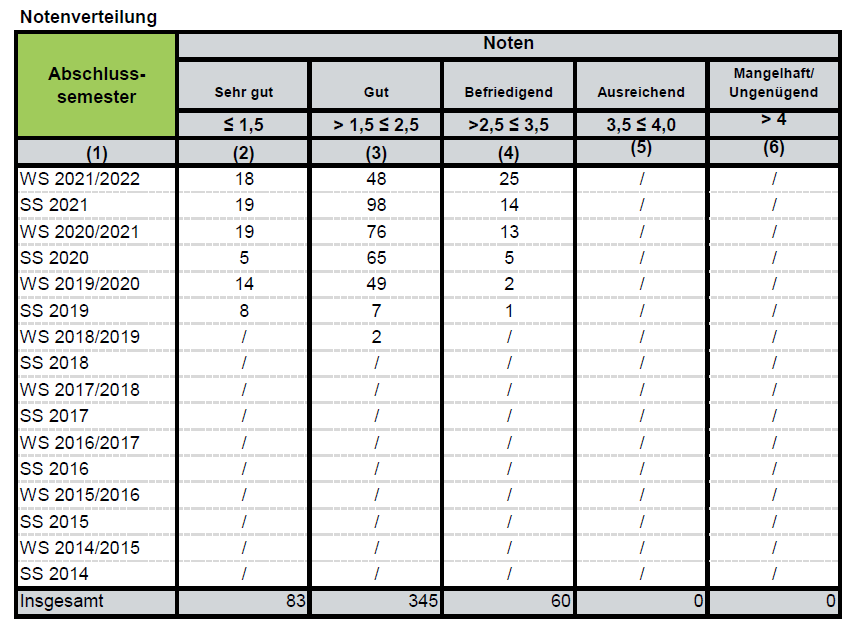 Notenverteilung
Abschluss-
semester
Noten
Sehr gut Gut Befriedigend Ausreichend Mangelhaft/
Ungenügend
≤ 1,5 > 1,5 ≤ 2,5 >2,5 ≤ 3,5 3,5 ≤ 4,0 > 4
(1) (2) (3) (4) (5) (6)
WS 2021/2022 18 48 25 / /
SS 2021 19 98 14 / /
WS 2020/2021 19 76 13 / /
SS 2020 5 65 5 / /
WS 2019/2020 14 49 2 / /
SS 2019 8 7 1 / /
WS 2018/2019 / 2 / / /
SS 2018 / / / / /
WS 2017/2018 / / / / /
SS 2017 / / / / /
WS 2016/2017 / / / / /
SS 2016 / / / / /
WS 2015/2016 / / / / /
SS 2015 / / / / /
WS 2014/2015 / / / / /
SS 2014 / / / / /
Insgesamt 83 345 60 0 0